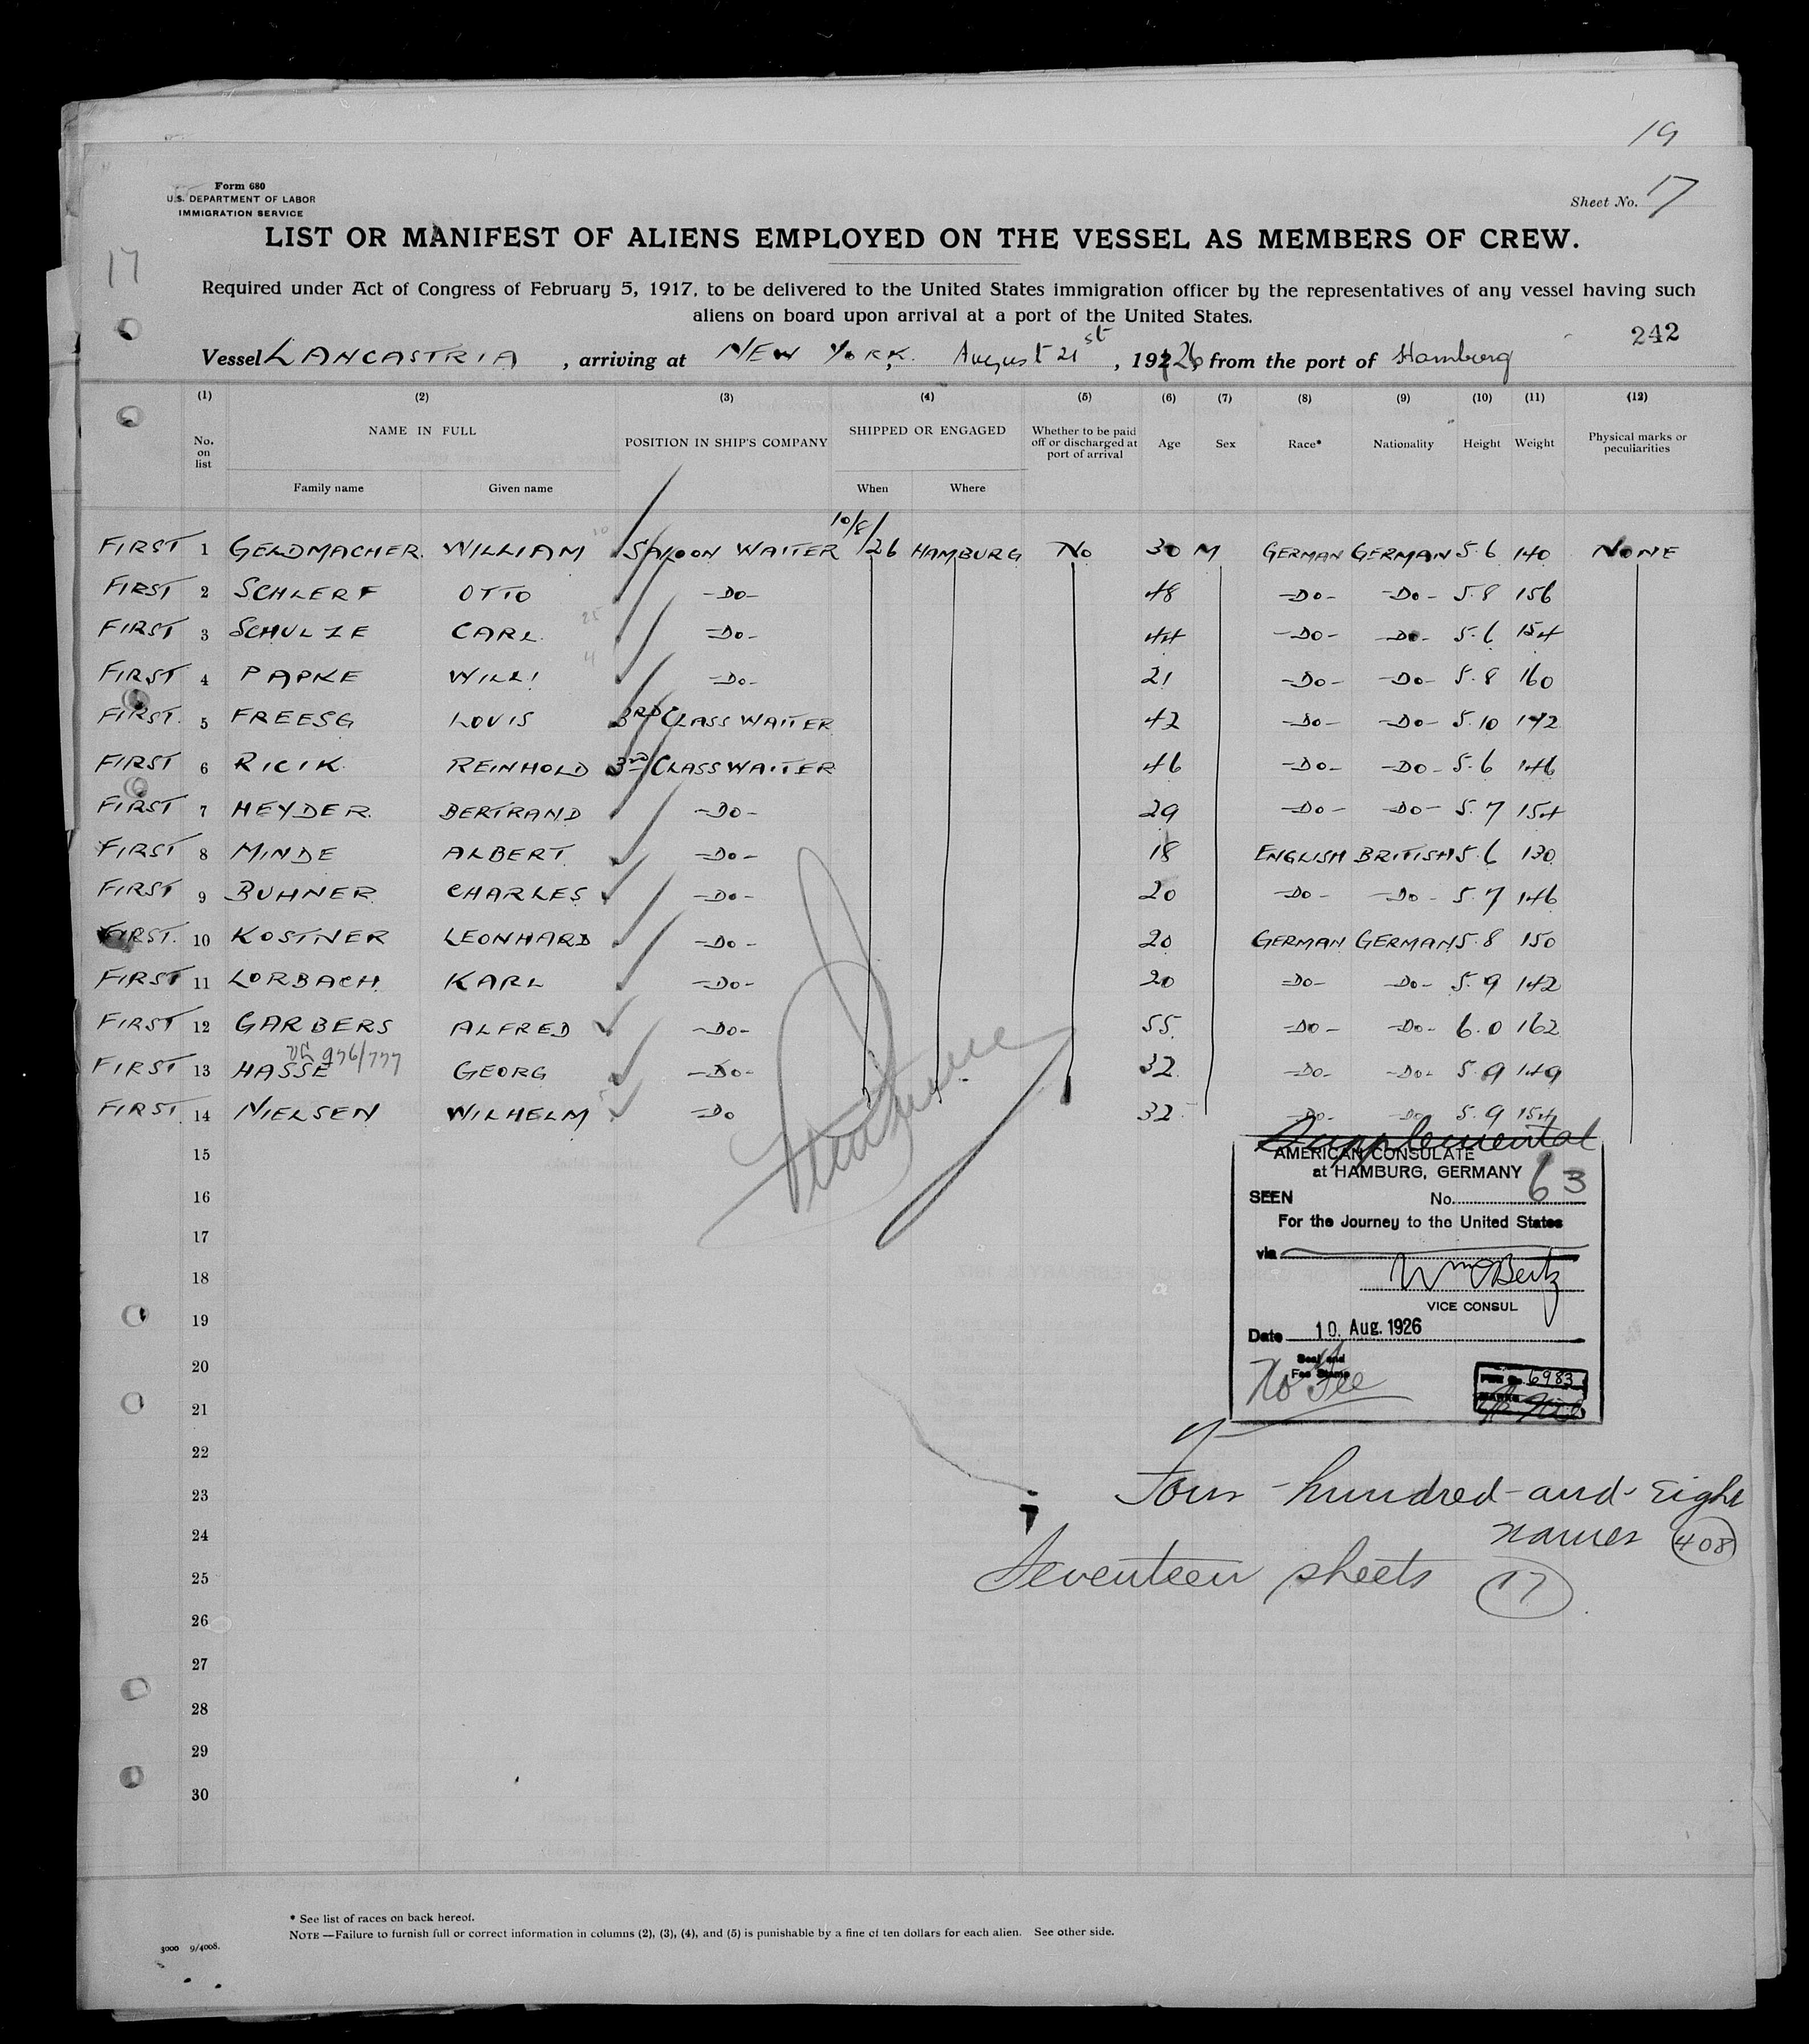 19
Form 680
U.S. DEPARTMENT OF LABOR
IMMIGRATION SERVICE
Sheet No. 17
LIST OR MANIFEST OF ALIENS EMPLOYED ON THE VESSEL AS MEMBERS OF CREW.
17
Required under Act of Congress of February 5, 1917, to be delivered to the United States immigration officer by the representatives of any vessel having such
aliens on board upon arrival at a port of the United States.
242
Vessel LANCASTRIA, arriving at NEW YORK, August 21st, 1926, from the port of Hamburg
(1) (2) (3) (4) (5) (6) (7) (8) (9) (10) (11) (12)
No. on list NAME IN FULL POSITION IN SHIP'S COMPANY SHIPPED OR ENGAGED Whether to be paid off or discharged at port of arrival Age Sex Race* Nationality Height Weight Physical marks or peculiarities
Family name Given name When Where
FIRST 1 GELDMACHER. WILLIAM SALOON WAITER 10/8/26 HAMBURG NO 30 M GERMAN GERMAN 5.6 140 NONE
FIRST 2 SCHLERF OTTO -DO- 48 -DO- -DO- 5.8 156
FIRST 3 SCHULZE CARL. -DO- 44 -DO- -DO- 5.6 154
FIRST 4 PAPKE WILLI -DO- 21 -DO- -DO- 5.8 160
FIRST. 5 FREESG LOUIS 3RD CLASS WAITER 42 -DO- -DO- 5.10 142
FIRST 6 RICIK REINHOLD 3RD CLASS WAITER 46 -DO- -DO- 5.6 146
FIRST 7 HEYDER. BERTRAND -DO- 29 -DO- -DO- 5.7 154
FIRST 8 MINDE ALBERT. -DO- 18 ENGLISH BRITISH 5.6 130
FIRST 9 BUHNER CHARLES -DO- 20 -DO- -DO- 5.7 146
FIRST. 10 KOSTNER LEONHARD -DO- 20 GERMAN GERMAN 5.8 150
FIRST 11 LORBACH KARL -DO- 20 -DO- -DO- 5.9 142
FIRST 12 GARBERS ALFRED -DO- 55 -DO- -DO- 6.0 162
FIRST 13 HASSE GEORG -DO- 32 -DO- -DO- 5.9 149
FIRST 14 NIELSEN WILHELM -DO 32 -DO- -DO- 5.9 154
15
Supplemental
AMERICAN CONSULATE
at HAMBURG, GERMANY
16
SEEN No. 63
For the Journey to the United States
17
via
18
Wm Bertz
VICE CONSUL
19
Date 10. Aug. 1926
20
Seal and
Fee Stamp
No Fee
6983
21
22
23
Four-hundred-and-Eight
24
names 408
25
Seventeen sheets 17
26
27
28
29
30
* See list of races on back hereof.
NOTE—Failure to furnish full or correct information in columns (2), (3), (4), and (5) is punishable by a fine of ten dollars for each alien. See other side.
3000 9/4008.